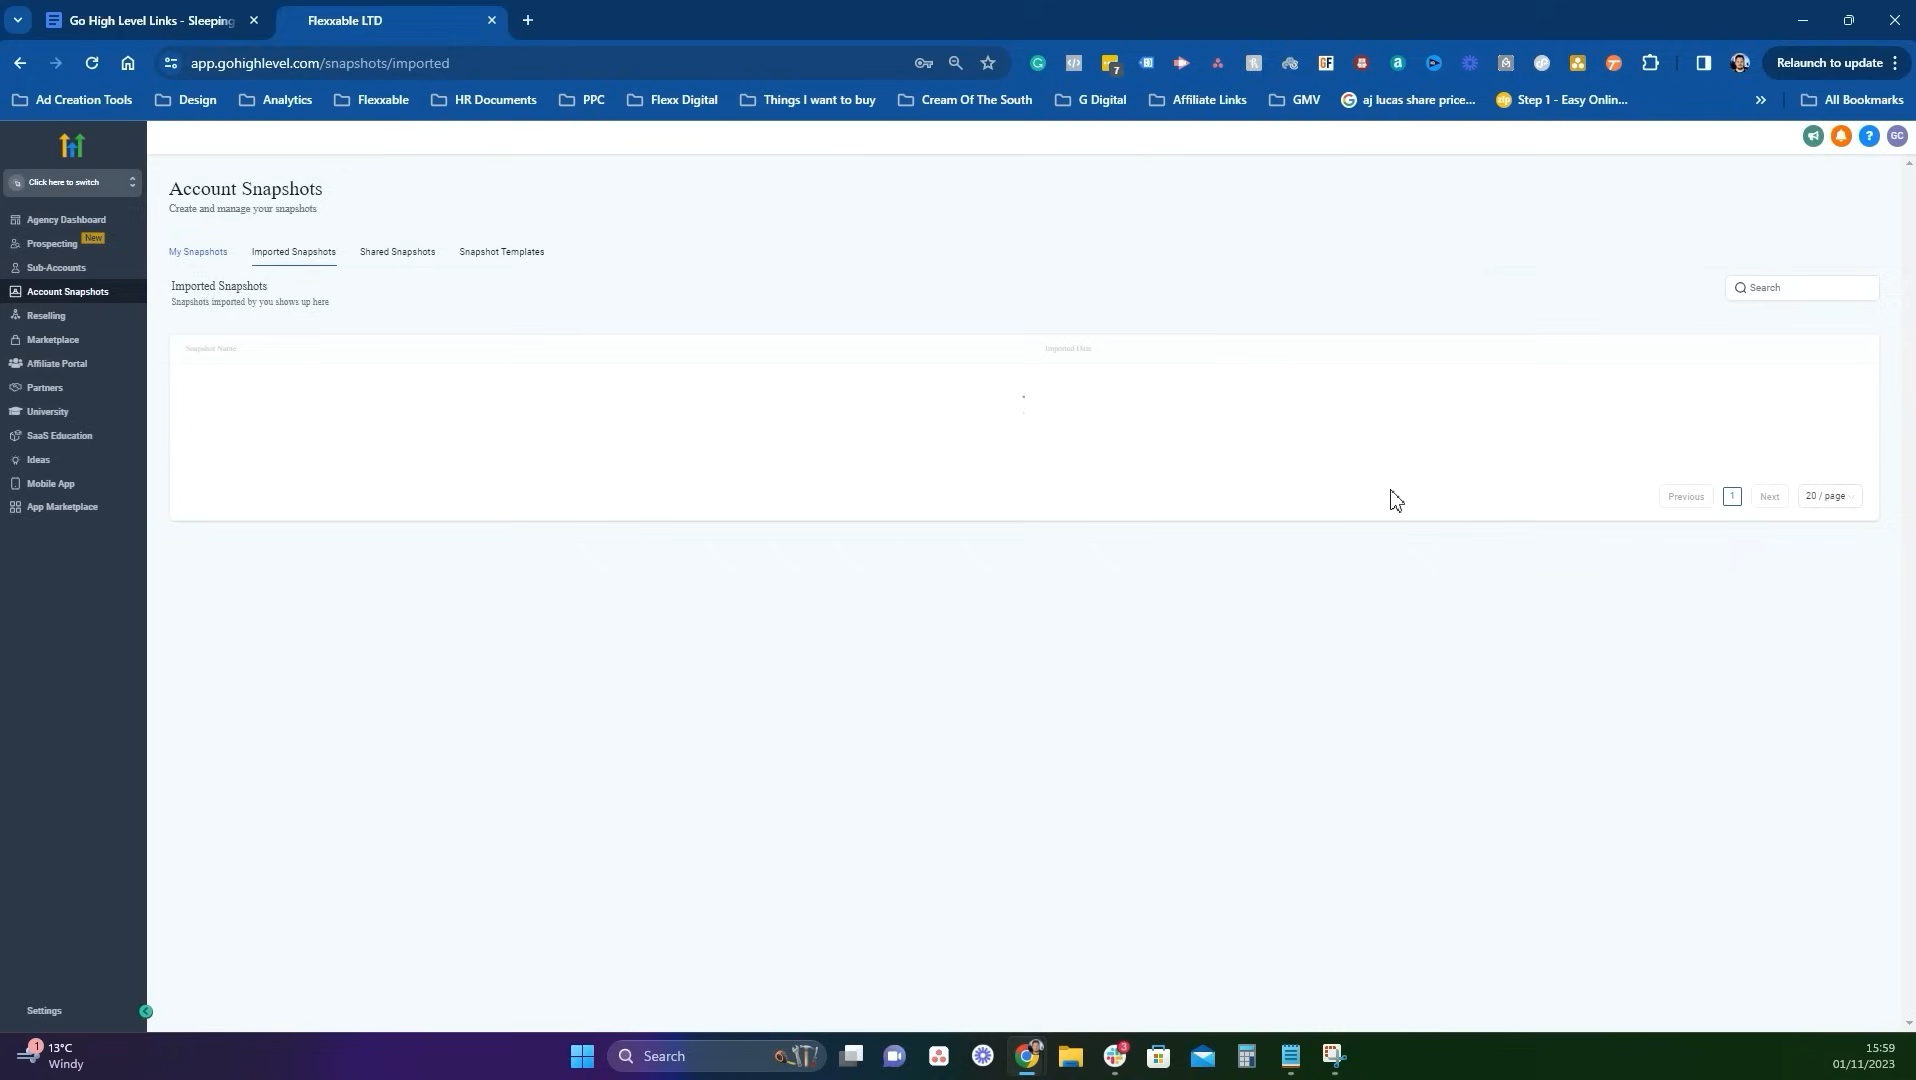 Go High Level Links - Sleeping
Flexxable LTD
app.gohighlevel.com/snapshots/imported
7
Relaunch to update
Ad Creation Tools
Design
Analytics
Flexxable
HR Documents
PPC
Flexx Digital
Things I want to buy
Cream Of The South
G Digital
Affiliate Links
GMV
aj lucas share price...
Step 1 - Easy Onlin...
All Bookmarks
GC
Click here to switch
Agency Dashboard
Prospecting
New
Sub-Accounts
Account Snapshots
Reselling
Marketplace
Affiliate Portal
Partners
University
SaaS Education
Ideas
Mobile App
App Marketplace
Settings
Account Snapshots
Create and manage your snapshots
My Snapshots
Imported Snapshots
Shared Snapshots
Snapshot Templates
Imported Snapshots
Snapshots imported by you shows up here
Search
Snapshot Name
Imported Date
Previous
1
Next
20 / page
1
13°C
Windy
Search
3
15:59
01/11/2023